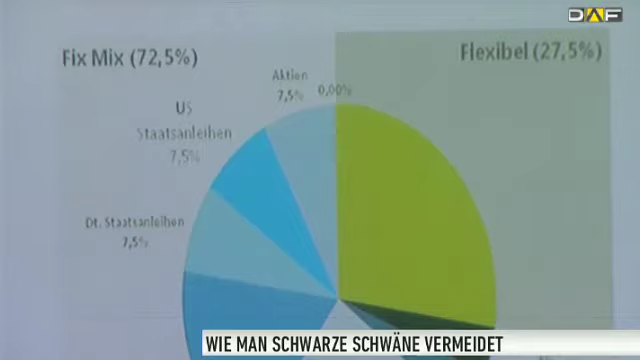 DAF
Fix Mix (72,5%)
Flexibel (27,5%)
Aktien
7,5%
0,00%
US
Staatsanleihen
7,5%
Dt. Staatsanleihen
7,5%
WIE MAN SCHWARZE SCHWÄNE VERMEIDET